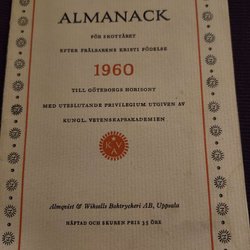 ALMANACK
FÖR SKOTTÅRET
EFTER FRÄLSARENS KRISTI FÖDELSE
1960
TILL GÖTEBORGS HORISONT
MED UTESLUTANDE PRIVILEGIUM UTGIVEN AV
KUNGL. VETENSKAPSAKADEMIEN
K
V
A
Almqvist & Wiksells Boktryckeri AB, Uppsala
HÄFTAD OCH SKUREN PRIS 35 ÖRE